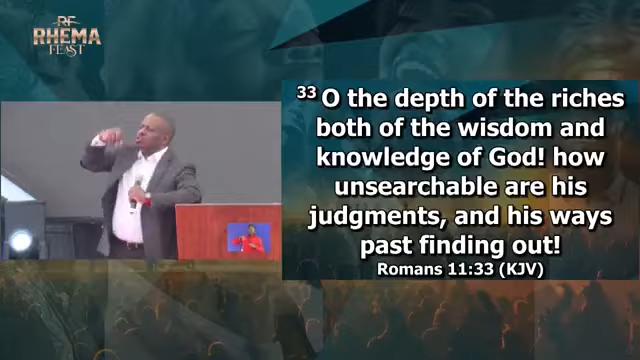 RF
RHEMA
FEAST
33 O the depth of the riches
both of the wisdom and
knowledge of God! how
unsearchable are his
judgments, and his ways
past finding out!
Romans 11:33 (KJV)